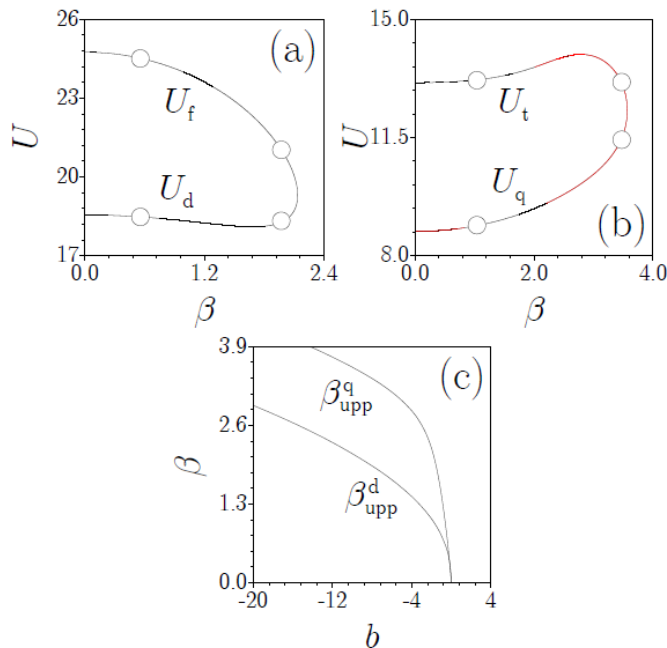 26
24
20
17
U
(a)
U_f
U_d
0.0
1.2
2.4
β
15.0
11.5
8.0
U
U_t
U_q
(b)
0.0
2.0
4.0
β
3.9
2.6
1.3
0.0
β
(c)
β^q_upp
β^d_upp
-20
-12
-4
4
b